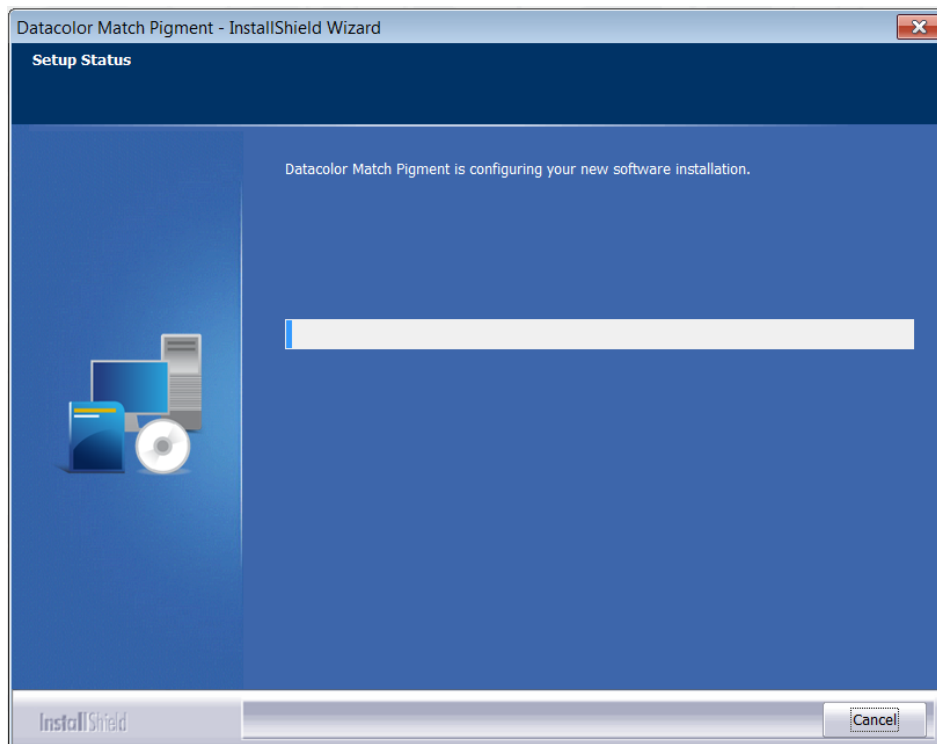 Datacolor Match Pigment - InstallShield Wizard
Setup Status
Datacolor Match Pigment is configuring your new software installation.
InstallShield
Cancel